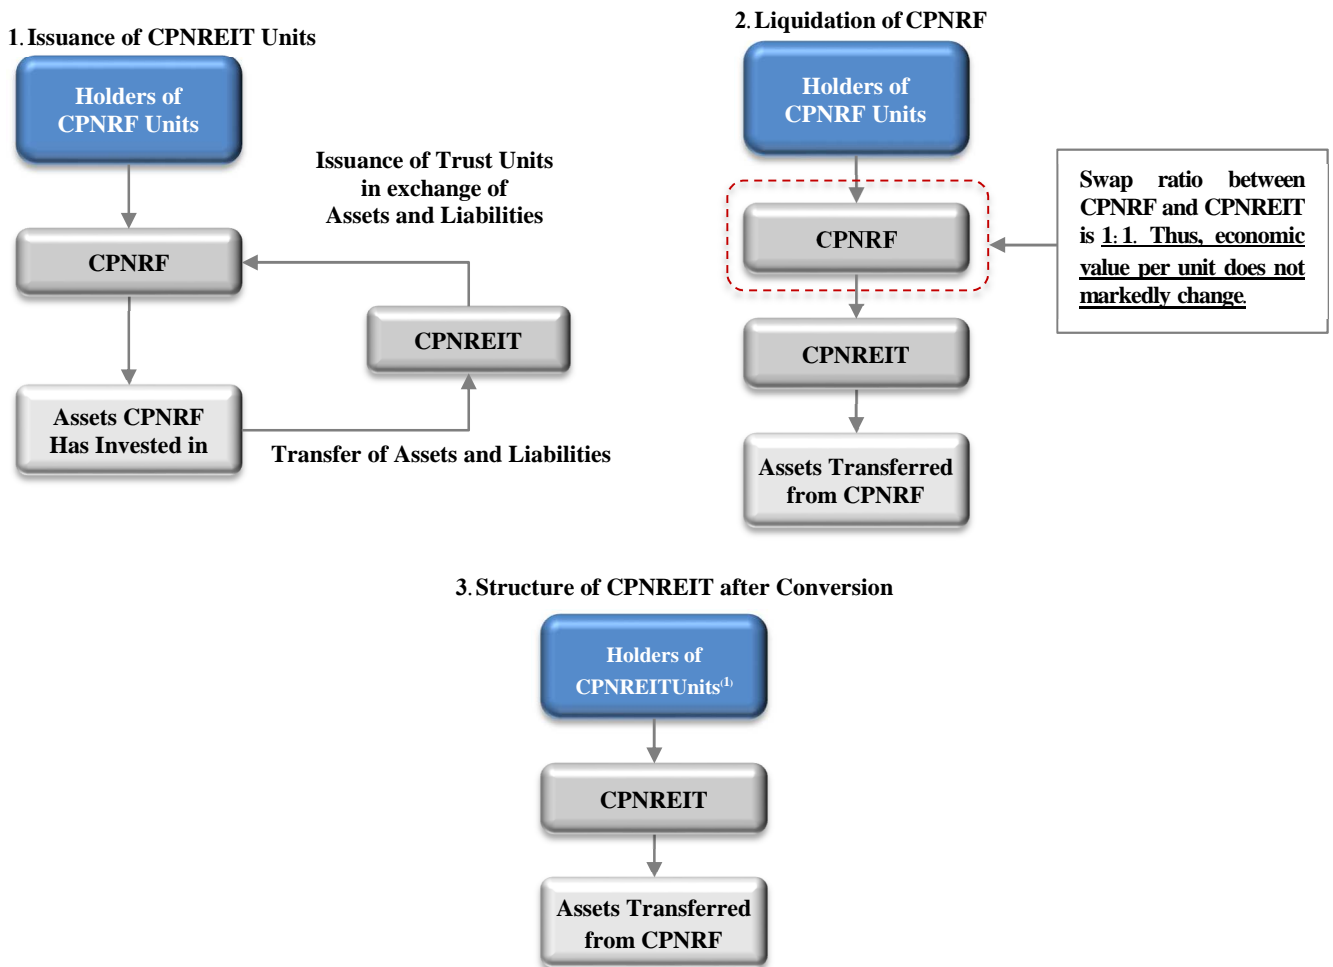 1. Issuance of CPNREIT Units
Holders of
CPNRF Units
Issuance of Trust Units
in exchange of
Assets and Liabilities
CPNRF
CPNREIT
Assets CPNRF
Has Invested in
Transfer of Assets and Liabilities
2. Liquidation of CPNRF
Holders of
CPNRF Units
CPNRF
Swap ratio between
CPNRF and CPNREIT
is 1: 1. Thus, economic
value per unit does not
markedly change.
CPNREIT
Assets Transferred
from CPNRF
3. Structure of CPNREIT after Conversion
Holders of
CPNREITUnits(1)
CPNREIT
Assets Transferred
from CPNRF